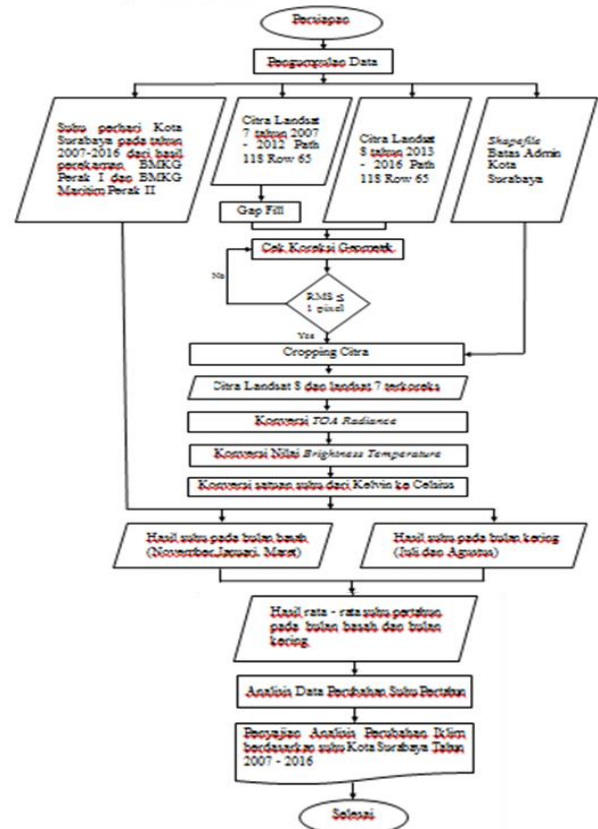 Persiapan
Pengumpulan Data
Suhu perhari Kota
Surabaya pada tahun
2007-2016 dari hasil
perekaman BMKG
Perak I dan BMKG
Maritim Perak II
Citra Landsat
7 tahun 2007
- 2012 Path
118 Row 65
Citra Landsat
8 tahun 2013
- 2016 Path
118 Row 65
Shapefile
Batas Admin
Kota
Surabaya
Gap Fill
Cek Koreksi Geometrik
No
RMS ≤
1 pixel
Yes
Cropping Citra
Citra Landsat 8 dan landsat 7 terkoreksi
Konversi TOA Radiance
Konversi Nilai Brightness Temperature
Konversi satuan suhu dari Kelvin ke Celsius
Hasil suhu pada bulan basah
(November,Januari, Maret)
Hasil suhu pada bulan kering
(Juli dan Agustus)
Hasil rata - rata suhu pertahun
pada bulan basah dan bulan
kering
Analisis Data Perubahan Suhu Pertahun
Penyajian Analisis Perubahan Iklim
berdasarkan suhu Kota Surabaya Tahun
2007 - 2016
Selesai